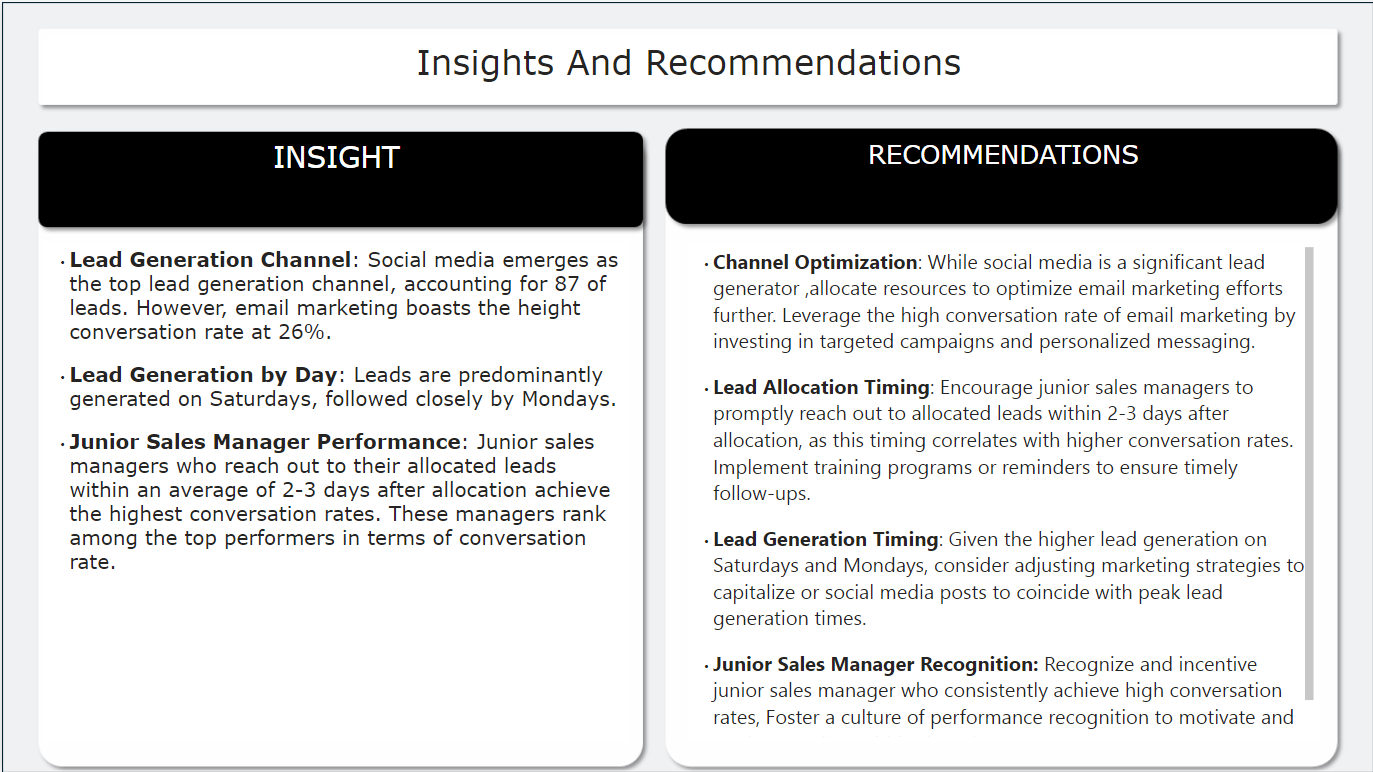 Insights And Recommendations
INSIGHT
· Lead Generation Channel: Social media emerges as
the top lead generation channel, accounting for 87 of
leads. However, email marketing boasts the height
conversation rate at 26%.
· Lead Generation by Day: Leads are predominantly
generated on Saturdays, followed closely by Mondays.
· Junior Sales Manager Performance: Junior sales
managers who reach out to their allocated leads
within an average of 2-3 days after allocation achieve
the highest conversation rates. These managers rank
among the top performers in terms of conversation
rate.
RECOMMENDATIONS
· Channel Optimization: While social media is a significant lead
generator ,allocate resources to optimize email marketing efforts
further. Leverage the high conversation rate of email marketing by
investing in targeted campaigns and personalized messaging.
· Lead Allocation Timing: Encourage junior sales managers to
promptly reach out to allocated leads within 2-3 days after
allocation, as this timing correlates with higher conversation rates.
Implement training programs or reminders to ensure timely
follow-ups.
· Lead Generation Timing: Given the higher lead generation on
Saturdays and Mondays, consider adjusting marketing strategies to
capitalize or social media posts to coincide with peak lead
generation times.
· Junior Sales Manager Recognition: Recognize and incentive
junior sales manager who consistently achieve high conversation
rates, Foster a culture of performance recognition to motivate and